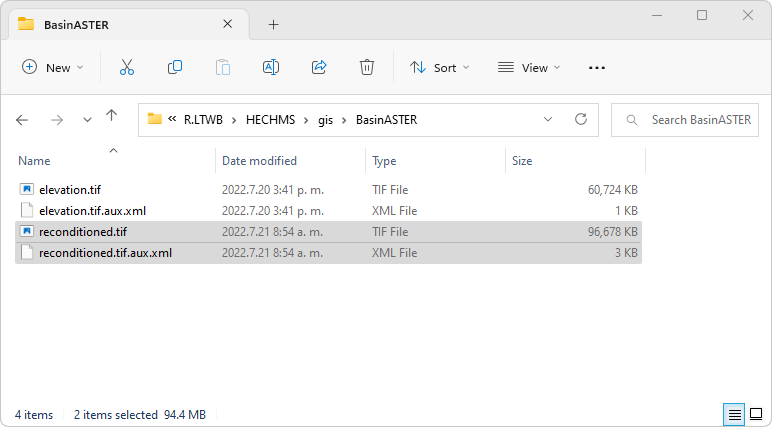 BasinASTER
New
Sort
View
« R.LTWB > HECHMS > gis > BasinASTER
Search BasinASTER
Name Date modified Type Size
elevation.tif 2022.7.20 3:41 p. m. TIF File 60,724 KB
elevation.tif.aux.xml 2022.7.20 3:41 p. m. XML File 1 KB
reconditioned.tif 2022.7.21 8:54 a. m. TIF File 96,678 KB
reconditioned.tif.aux.xml 2022.7.21 8:54 a. m. XML File 3 KB
4 items 2 items selected 94.4 MB